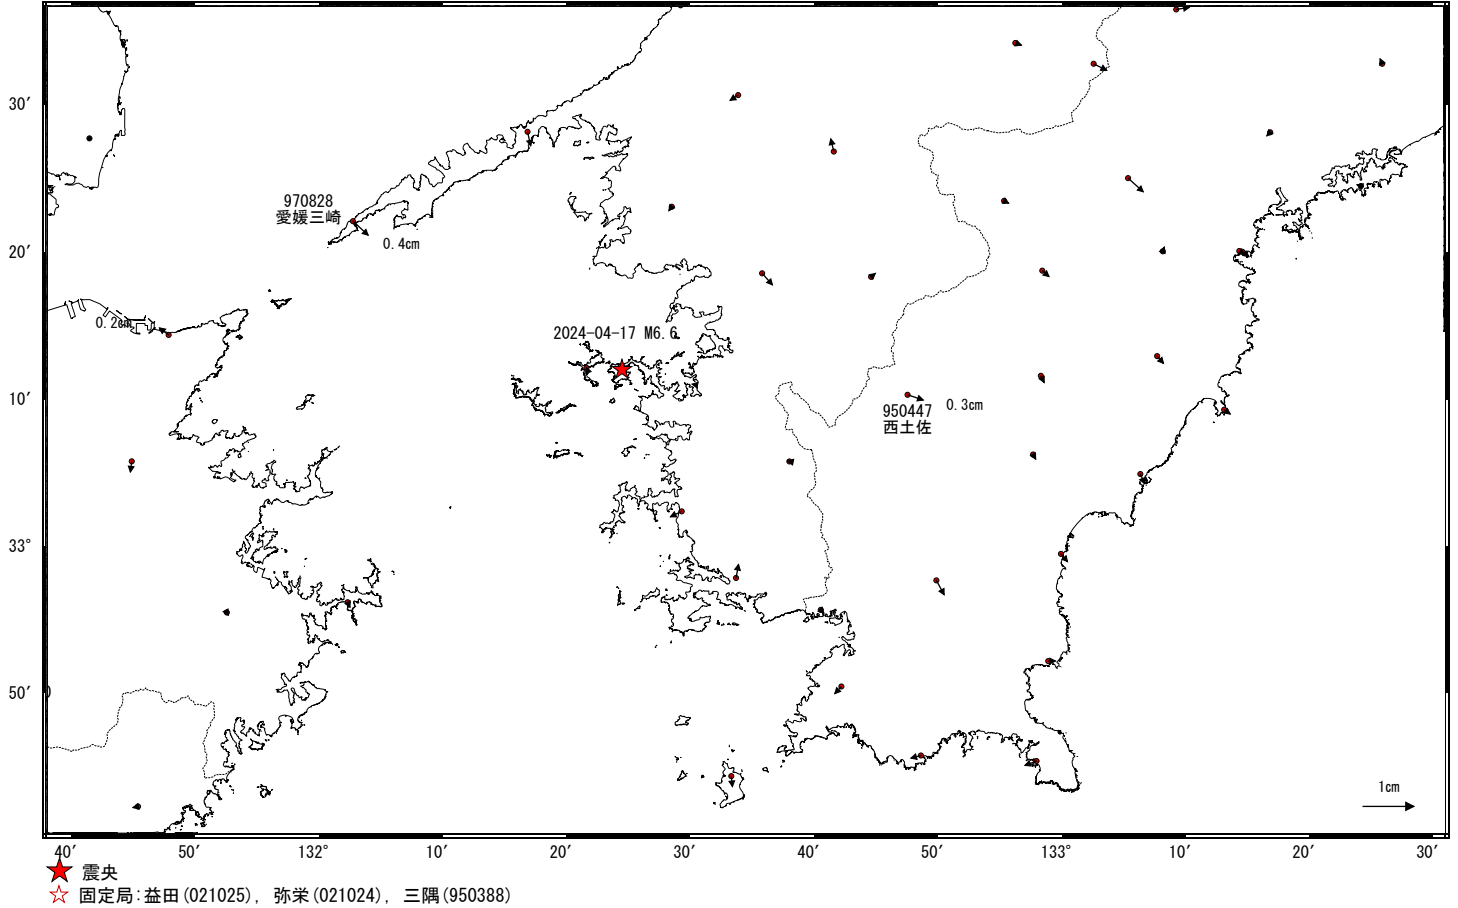 30′
970828
愛媛三崎
0.4cm
20′
0.2cm
2024-04-17 M6.6
10′
950447
西土佐
0.3cm
33°
50′
1cm
40′ 50′ 132° 10′ 20′ 30′ 40′ 50′ 133° 10′ 20′ 30′
震央
固定局:益田(021025), 弥栄(021024), 三隅(950388)